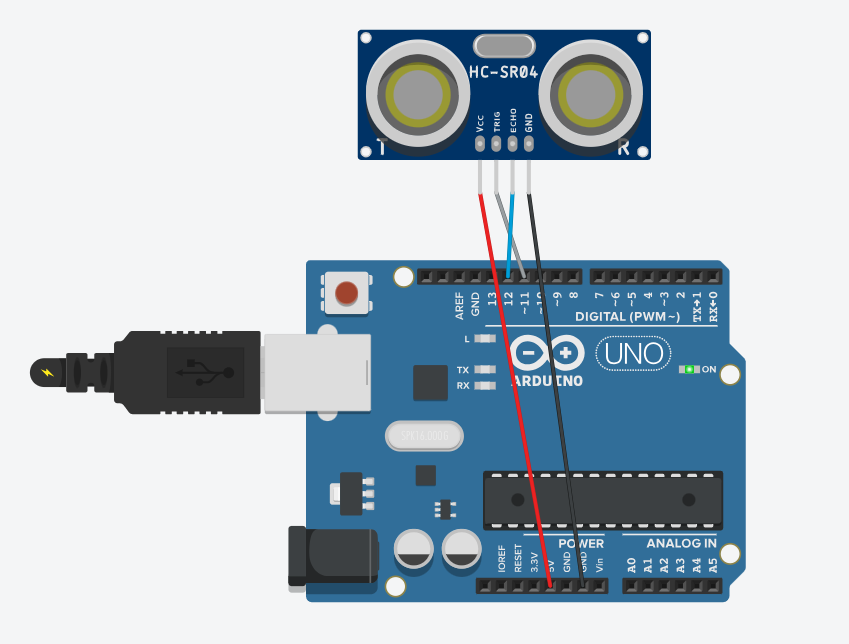 HC-SR04
VCC
TRIG
ECHO
GND
T
R
AREF
GND
13
12
~11
~10
~9
8
7
~6
~5
4
~3
2
TX→1
RX←0
DIGITAL (PWM ~)
L
TX
RX
ARDUINO
UNO
ON
SPK16.000G
POWER
ANALOG IN
IOREF
RESET
3.3V
5V
GND
GND
Vin
A0
A1
A2
A3
A4
A5